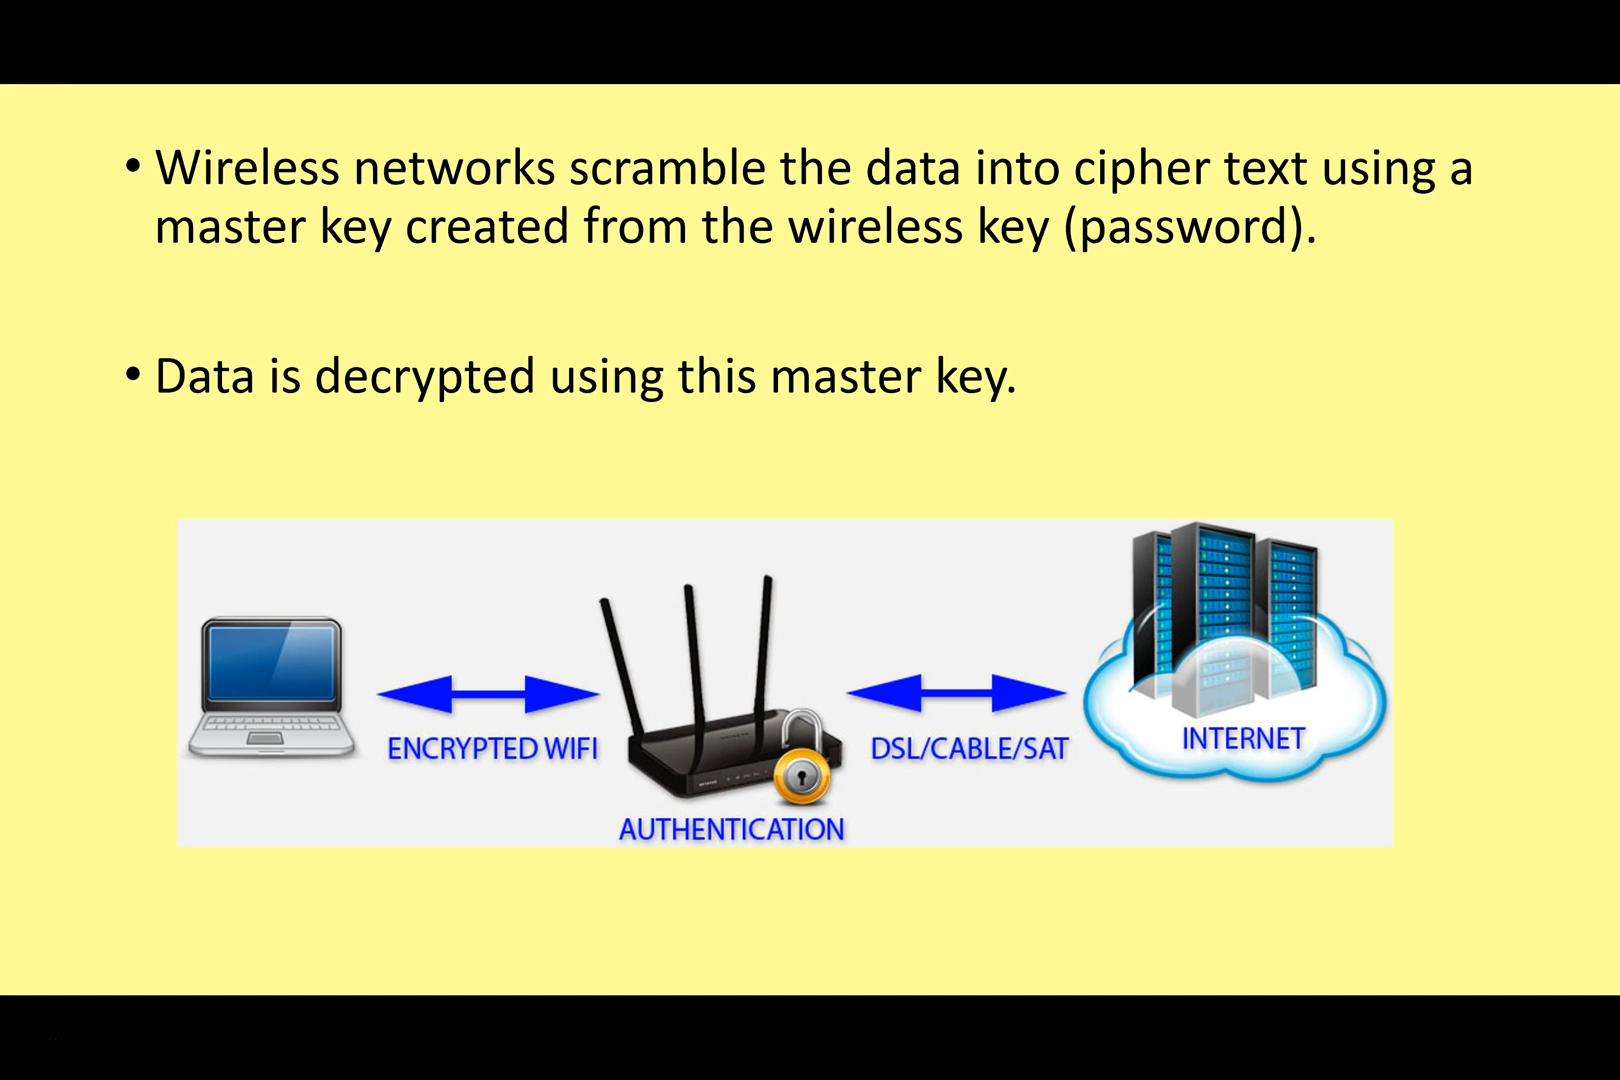 • Wireless networks scramble the data into cipher text using a
master key created from the wireless key (password).
• Data is decrypted using this master key.
ENCRYPTED WIFI
AUTHENTICATION
DSL/CABLE/SAT
INTERNET